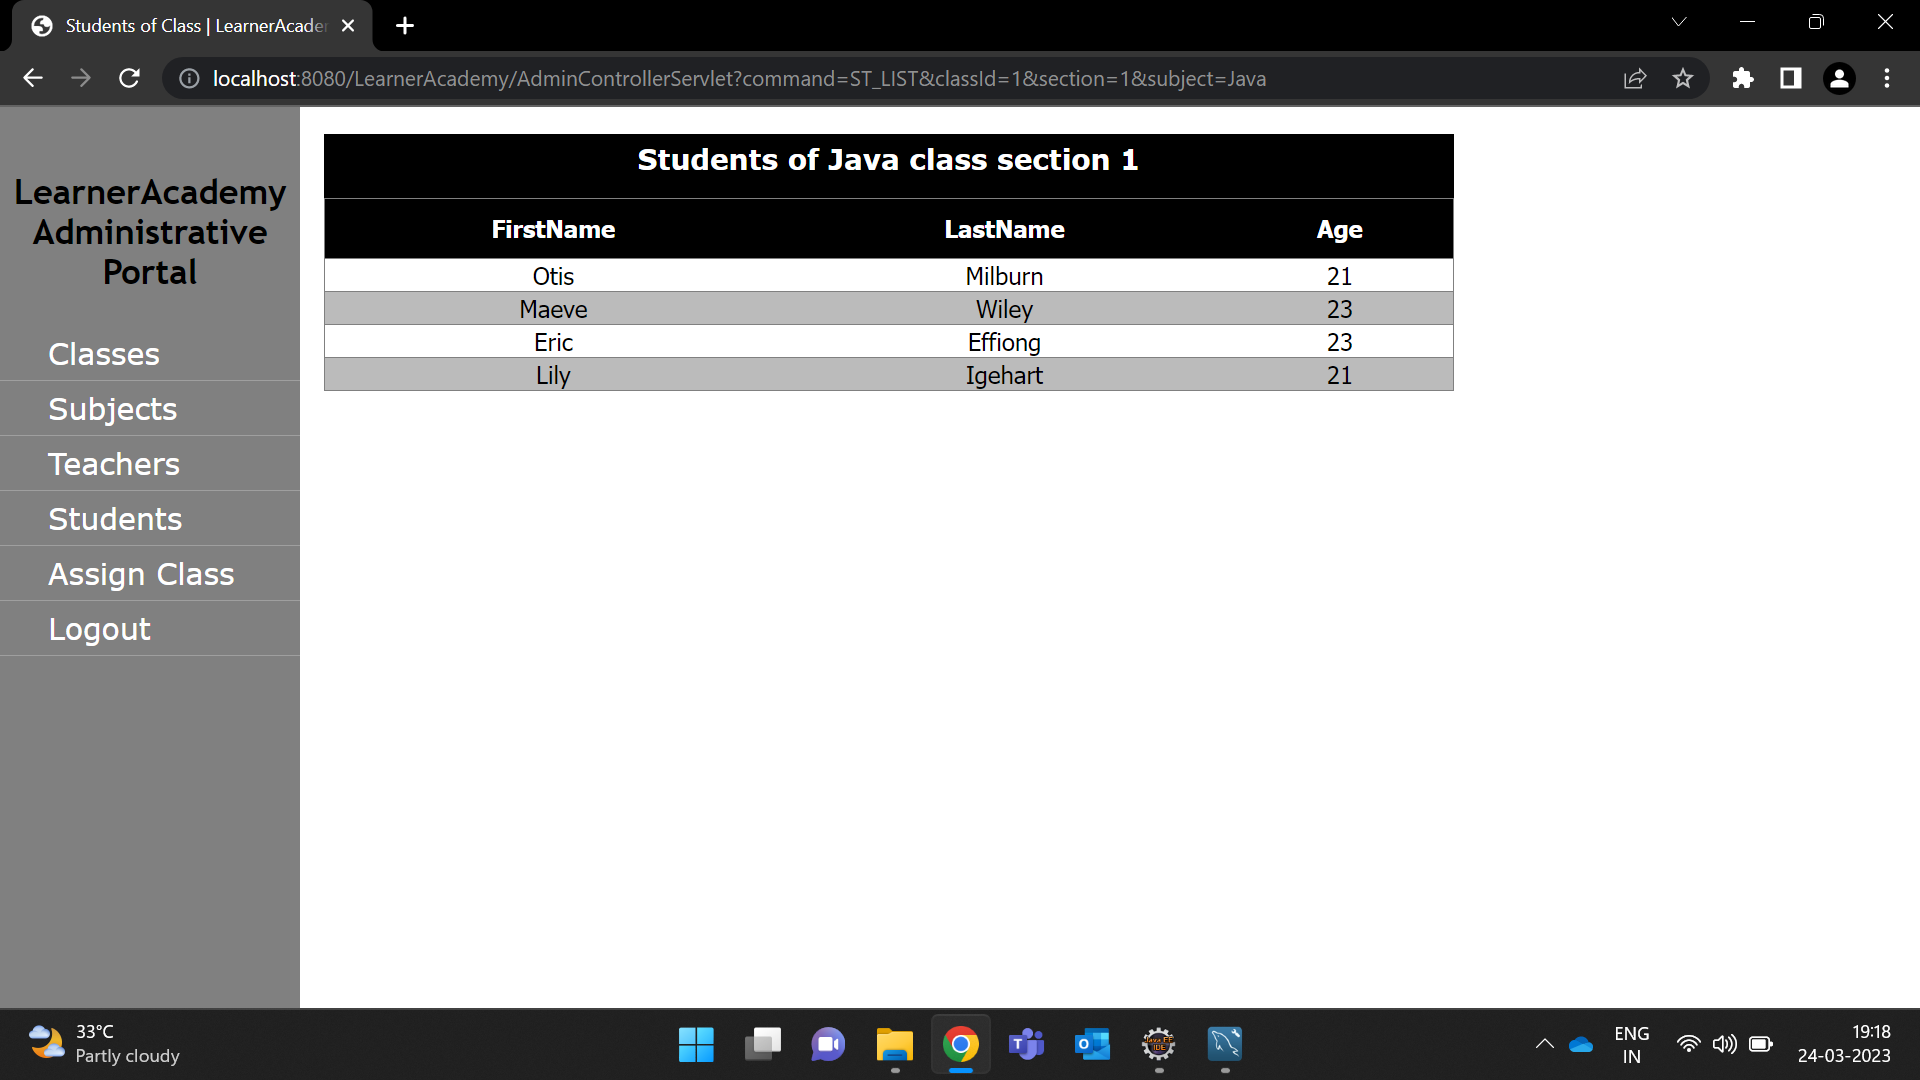 Students of Class | LearnerAcader
localhost:8080/LearnerAcademy/AdminControllerServlet?command=ST_LIST&classId=1&section=1&subject=Java
LearnerAcademy
Administrative
Portal
Classes
Subjects
Teachers
Students
Assign Class
Logout
Students of Java class section 1
FirstName LastName Age
Otis Milburn 21
Maeve Wiley 23
Eric Effiong 23
Lily Igehart 21
33°C
Partly cloudy
Java EE
IDE
ENG
IN
19:18
24-03-2023